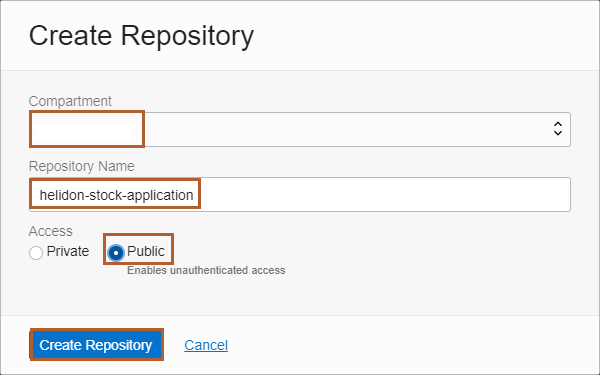 Create Repository
Compartment
Repository Name
helidon-stock-application
Access
Private Public
Enables unauthenticated access
Create Repository Cancel